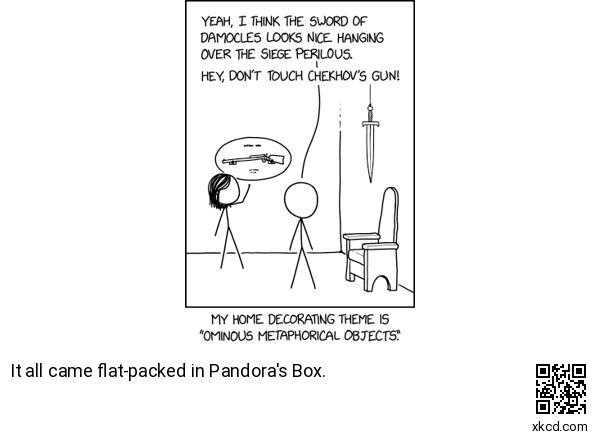 YEAH, I THINK THE SWORD OF
DAMOCLES LOOKS NICE HANGING
OVER THE SIEGE PERILOUS.
HEY, DON'T TOUCH CHEKHOV'S GUN!
MY HOME DECORATING THEME IS
"OMINOUS METAPHORICAL OBJECTS."
It all came flat-packed in Pandora's Box.
xkcd.com